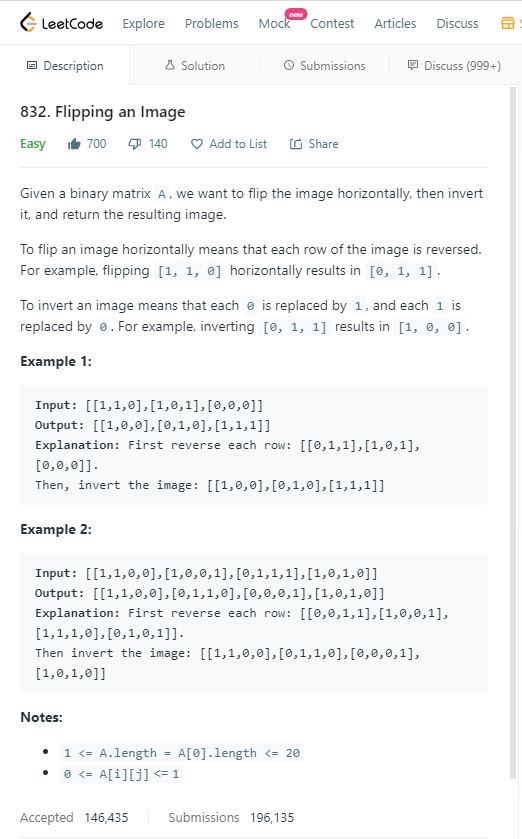 LeetCode Explore Problems Mock new Contest Articles Discuss
Description Solution Submissions Discuss (999+)
832. Flipping an Image
Easy 700 140 Add to List Share
Given a binary matrix A, we want to flip the image horizontally, then invert
it, and return the resulting image.
To flip an image horizontally means that each row of the image is reversed.
For example, flipping [1, 1, 0] horizontally results in [0, 1, 1].
To invert an image means that each 0 is replaced by 1, and each 1 is
replaced by 0. For example, inverting [0, 1, 1] results in [1, 0, 0].
Example 1:
Input: [[1,1,0],[1,0,1],[0,0,0]]
Output: [[1,0,0],[0,1,0],[1,1,1]]
Explanation: First reverse each row: [[0,1,1],[1,0,1],
[0,0,0]].
Then, invert the image: [[1,0,0],[0,1,0],[1,1,1]]
Example 2:
Input: [[1,1,0,0],[1,0,0,1],[0,1,1,1],[1,0,1,0]]
Output: [[1,1,0,0],[0,1,1,0],[0,0,0,1],[1,0,1,0]]
Explanation: First reverse each row: [[0,0,1,1],[1,0,0,1],
[1,1,1,0],[0,1,0,1]].
Then invert the image: [[1,1,0,0],[0,1,1,0],[0,0,0,1],
[1,0,1,0]]
Notes:
• 1 <= A.length = A[0].length <= 20
• 0 <= A[i][j] <= 1
Accepted 146,435 Submissions 196,135